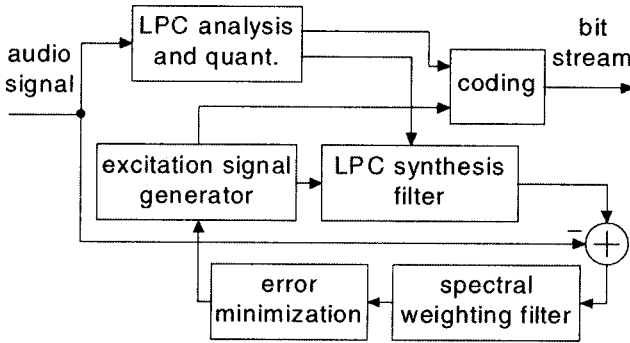 audio
signal
LPC analysis
and quant.
bit
stream
coding
excitation signal
generator
LPC synthesis
filter
−
+
error
minimization
spectral
weighting filter